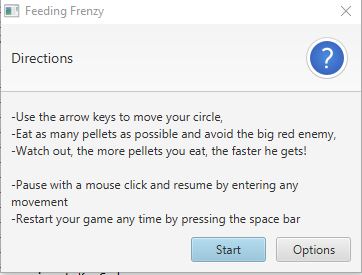 Feeding Frenzy
Directions
?
-Use the arrow keys to move your circle,
-Eat as many pellets as possible and avoid the big red enemy,
-Watch out, the more pellets you eat, the faster he gets!
-Pause with a mouse click and resume by entering any
movement
-Restart your game any time by pressing the space bar
Start
Options